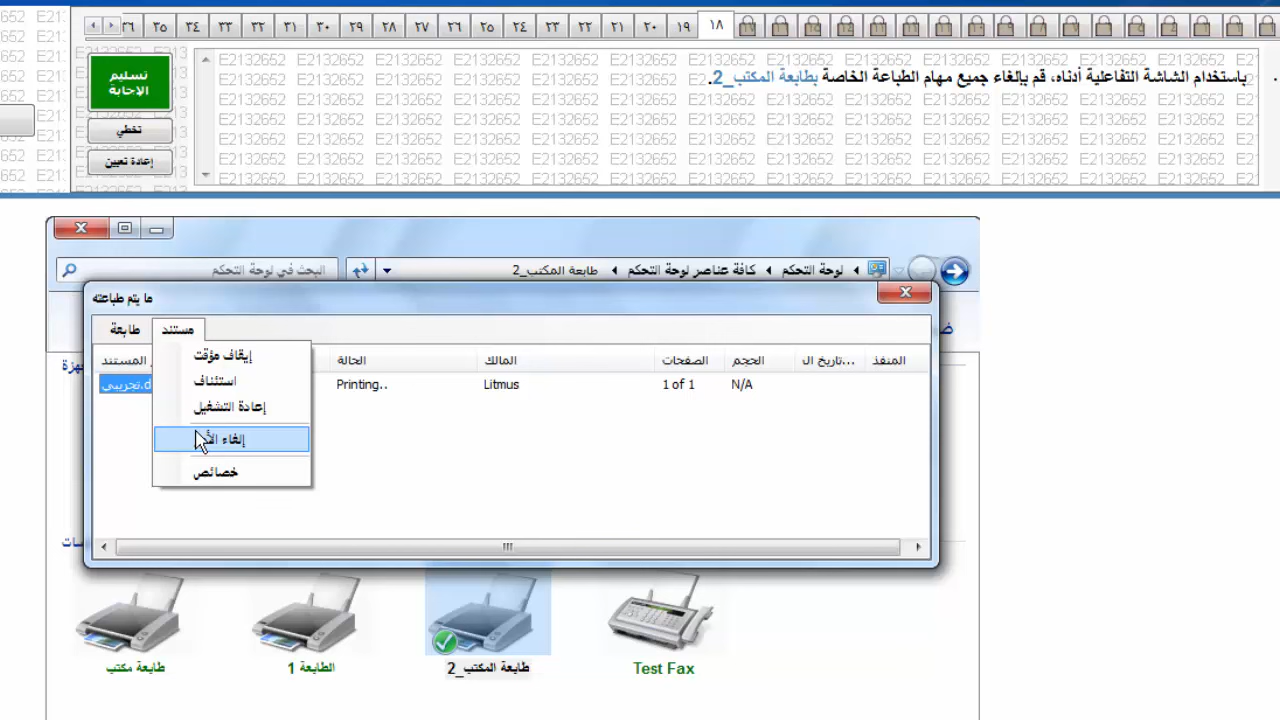 ١٨ ١٩ ٢٠ ٢١ ٢٢ ٢٣ ٢٤ ٢٥ ٢٦ ٢٧ ٢٨ ٢٩ ٣٠ ٣١ ٣٢ ٣٣ ٣٤ ٣٥
باستخدام الشاشة التفاعلية أدناه، قم بإلغاء جميع مهام الطباعة الخاصة بطابعة المكتب_2.
تسليم
الإجابة
تخطي
إعادة تعيين
E2132652
لوحة التحكم
كافة عناصر لوحة التحكم
طابعة المكتب_2
البحث في لوحة التحكم
ما يتم طباعته
طابعة
مستند
المستند
الحالة
المالك
الصفحات
الحجم
تاريخ ال...
المنفذ
Printing..
Litmus
1 of 1
N/A
إيقاف مؤقت
استئناف
إعادة التشغيل
إلغاء
خصائص
طابعة مكتب
الطابعة 1
طابعة المكتب_2
Test Fax